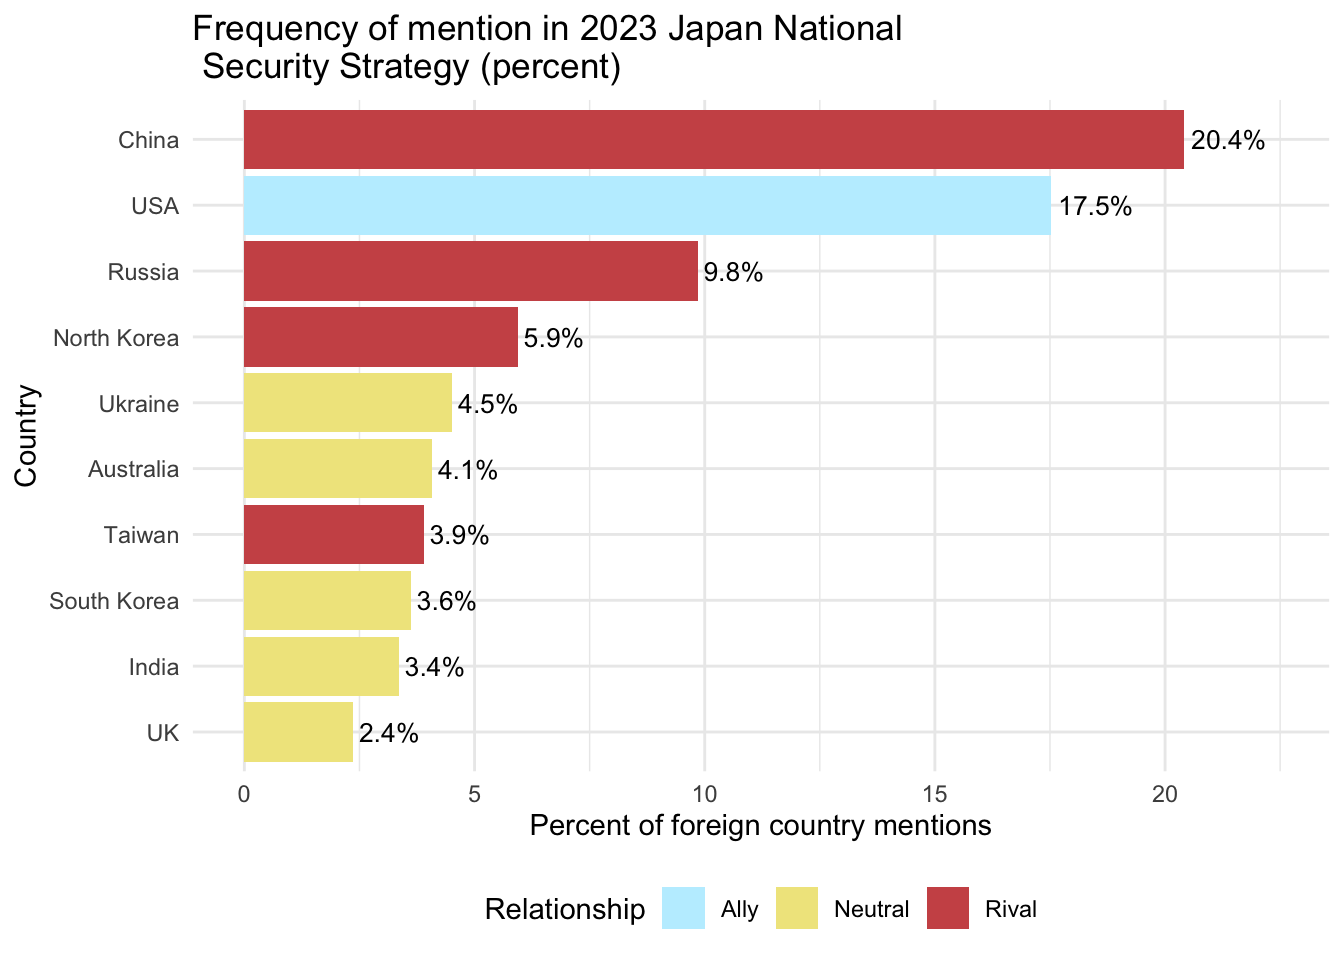 Frequency of mention in 2023 Japan National
Security Strategy (percent)
Country
China
20.4%
USA
17.5%
Russia
9.8%
North Korea
5.9%
Ukraine
4.5%
Australia
4.1%
Taiwan
3.9%
South Korea
3.6%
India
3.4%
UK
2.4%
0 5 10 15 20
Percent of foreign country mentions
Relationship Ally Neutral Rival